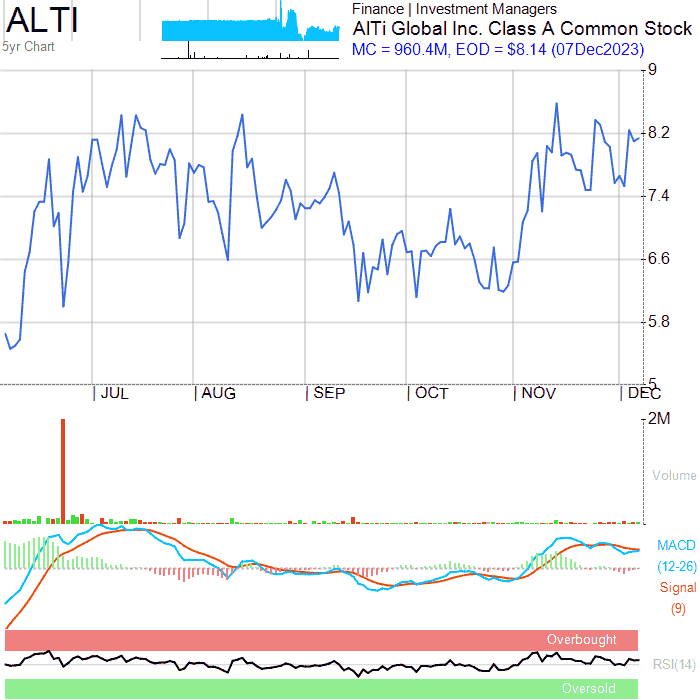 ALTI
5yr Chart
Finance | Investment Managers
AlTi Global Inc. Class A Common Stock
MC = 960.4M, EOD = $8.14 (07Dec2023)
9
8.2
7.4
6.6
5.8
5
JUL AUG SEP OCT NOV DEC
2M
Volume
MACD
(12-26)
Signal
(9)
Overbought
RSI(14)
Oversold